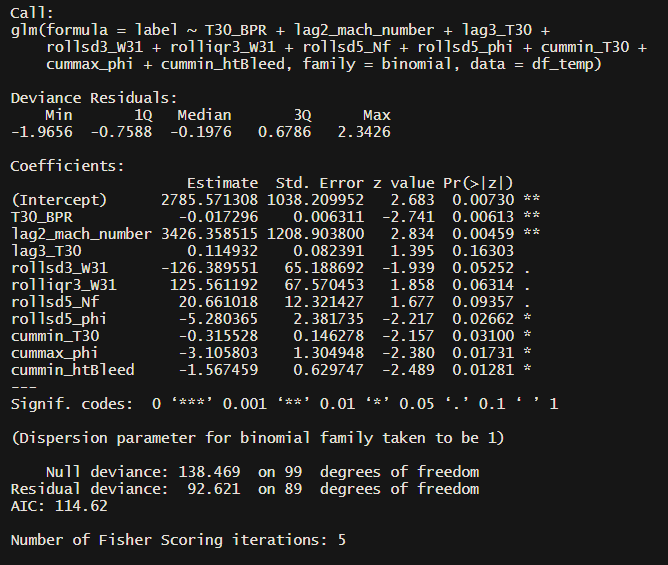 Call:
glm(formula = label ~ T30_BPR + lag2_mach_number + lag3_T30 +
    rollsd3_W31 + rolliqr3_W31 + rollsd5_Nf + rollsd5_phi + cummin_T30 +
    cummax_phi + cummin_htBleed, family = binomial, data = df_temp)

Deviance Residuals:
    Min       1Q   Median       3Q      Max
-1.9656  -0.7588  -0.1976   0.6786   2.3426

Coefficients:
                    Estimate  Std. Error z value Pr(>|z|)
(Intercept)      2785.571308 1038.209952   2.683  0.00730 **
T30_BPR            -0.017296    0.006311  -2.741  0.00613 **
lag2_mach_number 3426.358515 1208.903800   2.834  0.00459 **
lag3_T30            0.114932    0.082391   1.395  0.16303
rollsd3_W31      -126.389551   65.188692  -1.939  0.05252 .
rolliqr3_W31      125.561192   67.570453   1.858  0.06314 .
rollsd5_Nf         20.661018   12.321427   1.677  0.09357 .
rollsd5_phi        -5.280365    2.381735  -2.217  0.02662 *
cummin_T30         -0.315528    0.146278  -2.157  0.03100 *
cummax_phi         -3.105803    1.304948  -2.380  0.01731 *
cummin_htBleed     -1.567459    0.629747  -2.489  0.01281 *
---
Signif. codes:  0 ‘***’ 0.001 ‘**’ 0.01 ‘*’ 0.05 ‘.’ 0.1 ‘ ’ 1

(Dispersion parameter for binomial family taken to be 1)

    Null deviance: 138.469  on 99  degrees of freedom
Residual deviance:  92.621  on 89  degrees of freedom
AIC: 114.62

Number of Fisher Scoring iterations: 5